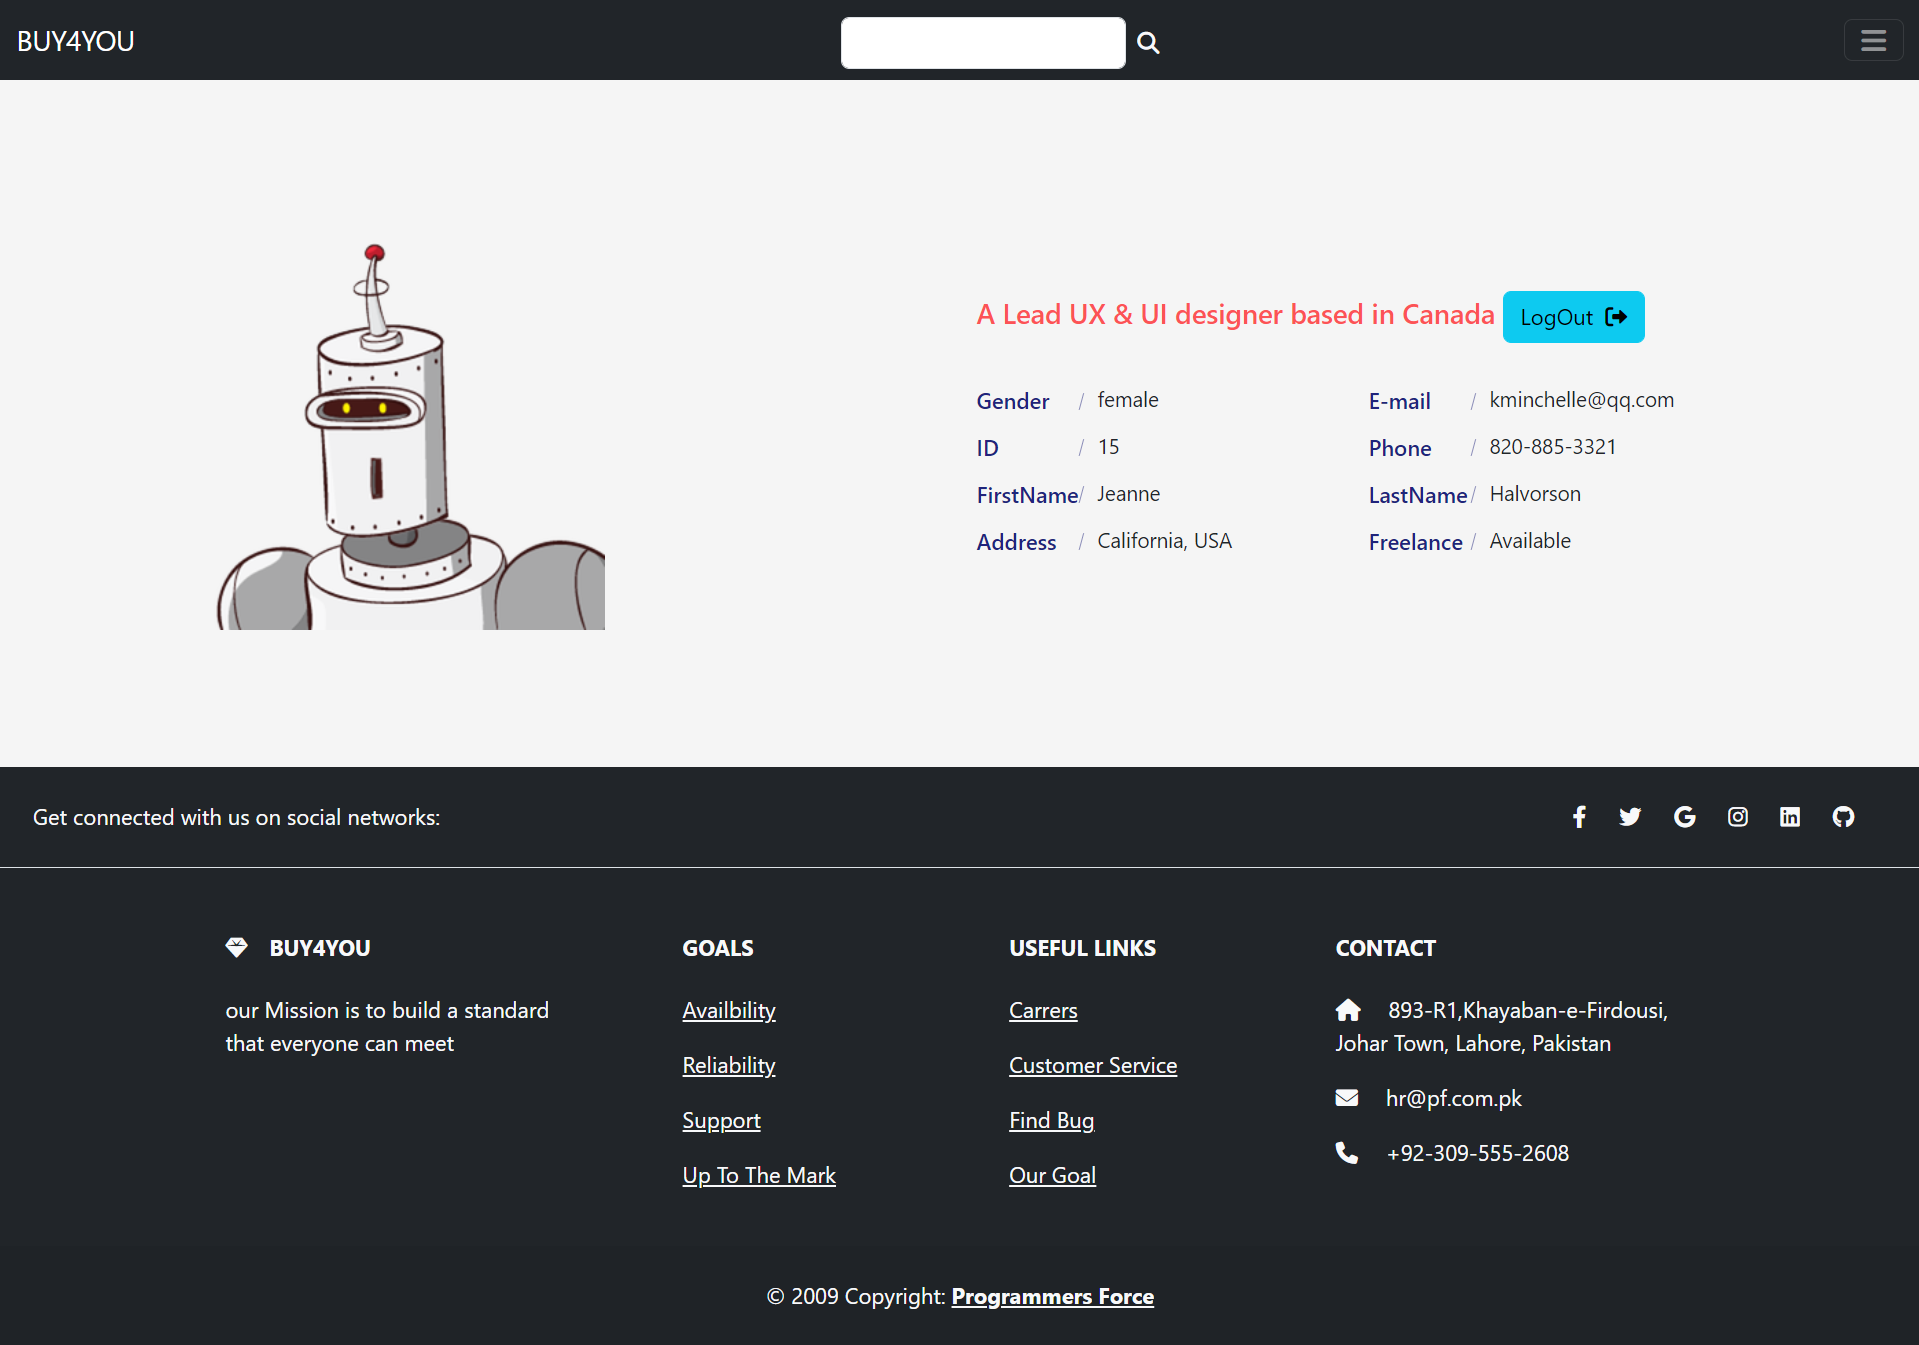 BUY4YOU
A Lead UX & UI designer based in Canada LogOut
Gender / female
E-mail / kminchelle@qq.com
ID / 15
Phone / 820-885-3321
FirstName/ Jeanne
LastName / Halvorson
Address / California, USA
Freelance / Available
Get connected with us on social networks:
BUY4YOU
our Mission is to build a standard
that everyone can meet
GOALS
Availbility
Reliability
Support
Up To The Mark
USEFUL LINKS
Carrers
Customer Service
Find Bug
Our Goal
CONTACT
893-R1,Khayaban-e-Firdousi,
Johar Town, Lahore, Pakistan
hr@pf.com.pk
+92-309-555-2608
© 2009 Copyright: Programmers Force